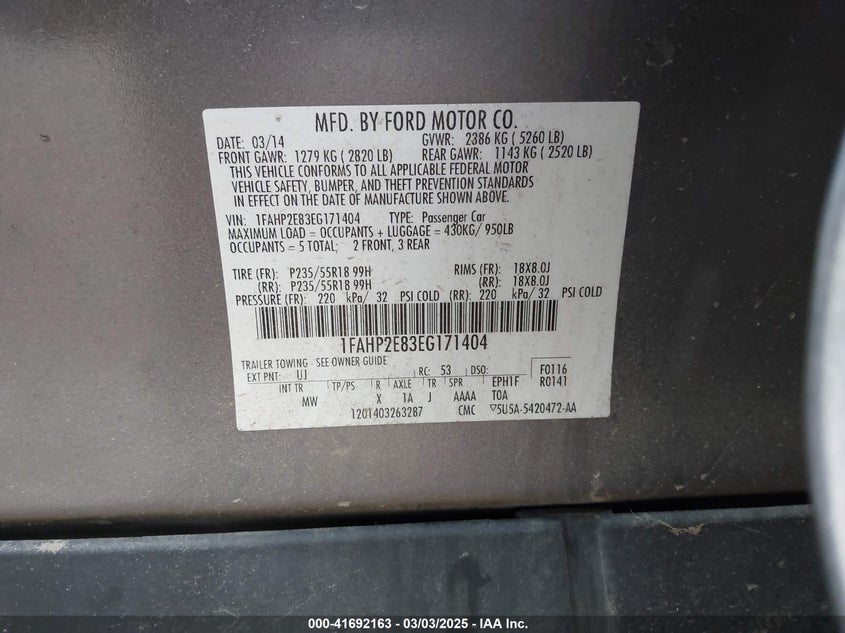 MFD. BY FORD MOTOR CO.
DATE: 03/14 GVWR: 2386 KG ( 5260 LB)
FRONT GAWR: 1279 KG ( 2820 LB) REAR GAWR: 1143 KG ( 2520 LB)
THIS VEHICLE CONFORMS TO ALL APPLICABLE FEDERAL MOTOR
VEHICLE SAFETY, BUMPER, AND THEFT PREVENTION STANDARDS
IN EFFECT ON THE DATE OF MANUFACTURE SHOWN ABOVE.
VIN: 1FAHP2E83EG171404 TYPE: Passenger Car
MAXIMUM LOAD = OCCUPANTS + LUGGAGE = 430KG/ 950LB
OCCUPANTS = 5 TOTAL; 2 FRONT, 3 REAR
TIRE (FR): P235/55R18 99H RIMS (FR): 18X8.0J
(RR): P235/55R18 99H (RR): 18X8.0J
PRESSURE (FR): 220 kPa/ 32 PSI COLD (RR): 220 kPa/ 32 PSI COLD
1FAHP2E83EG171404
TRAILER TOWING - SEE OWNER GUIDE
EXT PNT: UJ RC: 53 DSO: F0116
INT TR TP/PS R AXLE TR SPR EPH1F R0141
MW X 1A J AAAA TOA
1201403263287 CMC 5U5A-5420472-AA
000-41692163 - 03/03/2025 - IAA Inc.